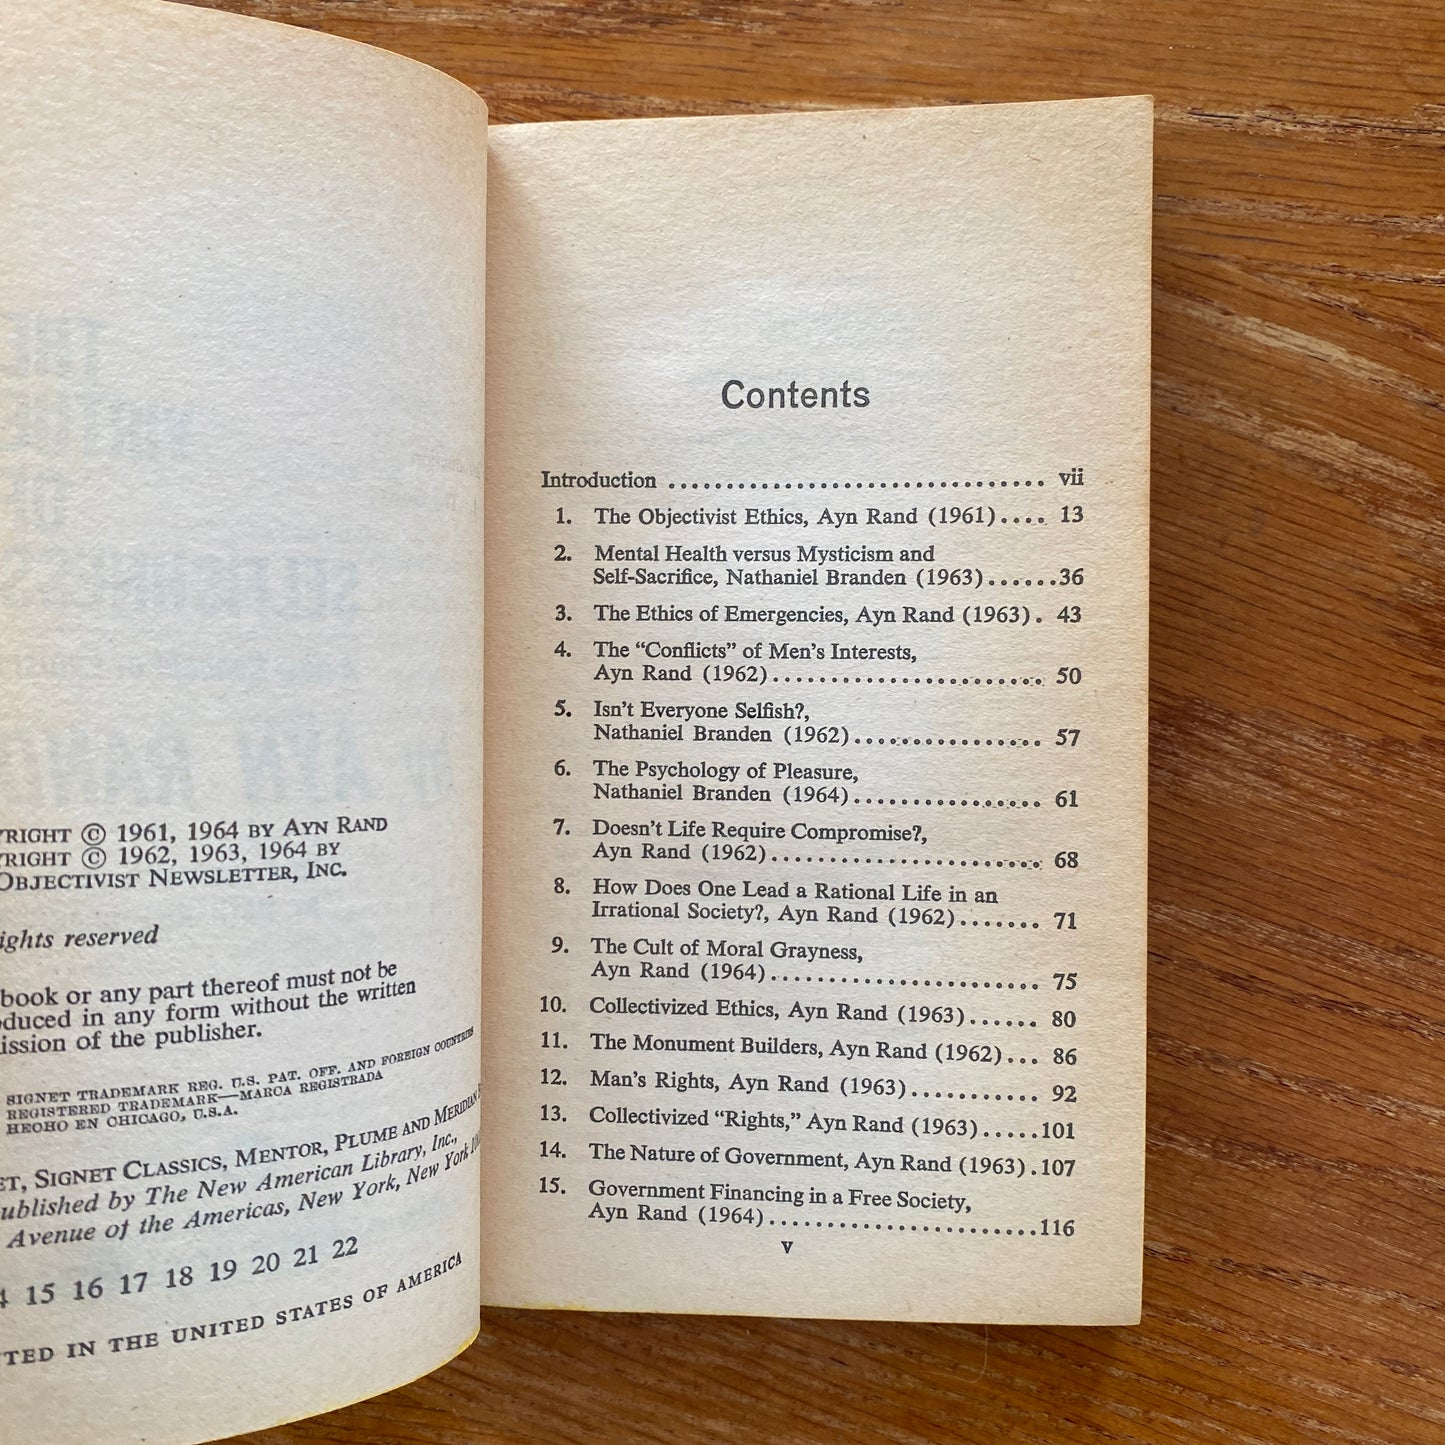 YRIGHT © 1961, 1964 BY AYN RAND
RIGHT © 1962, 1963, 1964 BY
OBJECTIVIST NEWSLETTER, INC.
ights reserved
book or any part thereof must not be
oduced in any form without the written
ission of the publisher.
SIGNET TRADEMARK REG. U.S. PAT. OFF. AND FOREIGN COUNTRIES
REGISTERED TRADEMARK—MARCA REGISTRADA
HECHO EN CHICAGO, U.S.A.
ET, SIGNET CLASSICS, MENTOR, PLUME AND MERIDIAN
ublished by The New American Library, Inc.,
Avenue of the Americas, New York, New York
4 15 16 17 18 19 20 21 22
TED IN THE UNITED STATES OF AMERICA
Contents
Introduction ................................ vii
1. The Objectivist Ethics, Ayn Rand (1961).... 13
2. Mental Health versus Mysticism and
Self-Sacrifice, Nathaniel Branden (1963)......36
3. The Ethics of Emergencies, Ayn Rand (1963). 43
4. The “Conflicts” of Men’s Interests,
Ayn Rand (1962)....................... 50
5. Isn’t Everyone Selfish?,
Nathaniel Branden (1962)................ 57
6. The Psychology of Pleasure,
Nathaniel Branden (1964)................ 61
7. Doesn’t Life Require Compromise?,
Ayn Rand (1962)....................... 68
8. How Does One Lead a Rational Life in an
Irrational Society?, Ayn Rand (1962)....... 71
9. The Cult of Moral Grayness,
Ayn Rand (1964)....................... 75
10. Collectivized Ethics, Ayn Rand (1963)...... 80
11. The Monument Builders, Ayn Rand (1962)... 86
12. Man’s Rights, Ayn Rand (1963)........... 92
13. Collectivized “Rights,” Ayn Rand (1963).....101
14. The Nature of Government, Ayn Rand (1963).107
15. Government Financing in a Free Society,
Ayn Rand (1964).......................116
v